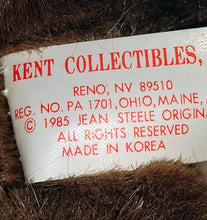 KENT COLLECTIBLES,
RENO, NV 89510
REG. NO. PA 1701, OHIO, MAINE,
© 1985 JEAN STEELE ORIGINA
ALL RIGHTS RESERVED
MADE IN KOREA